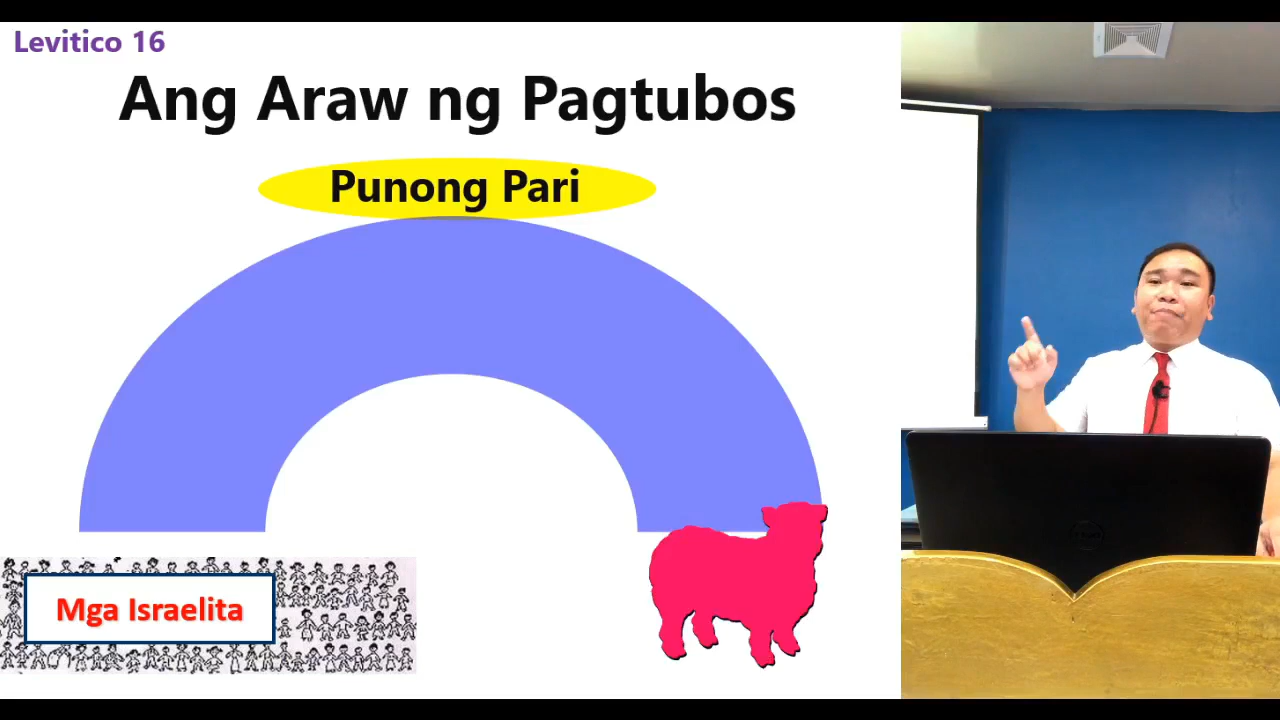 Levitico 16
Ang Araw ng Pagtubos
Punong Pari
Mga Israelita